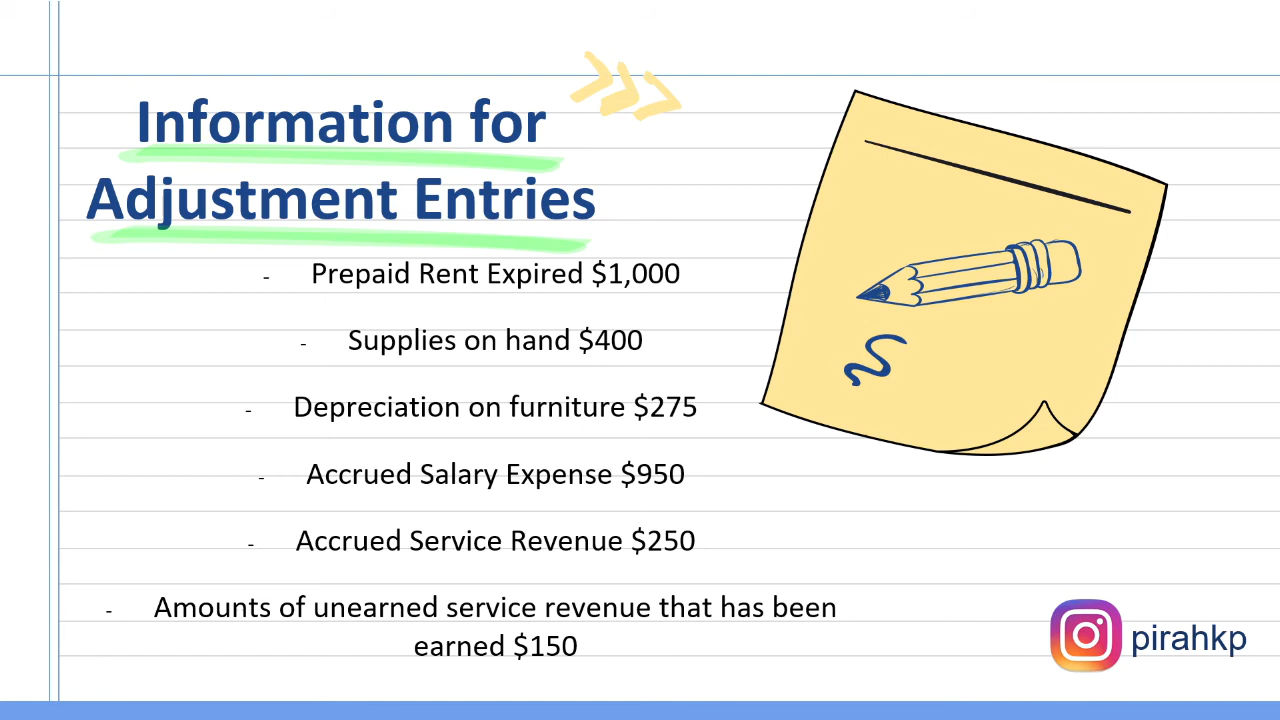 Information for
Adjustment Entries
- Prepaid Rent Expired $1,000
- Supplies on hand $400
- Depreciation on furniture $275
- Accrued Salary Expense $950
- Accrued Service Revenue $250
- Amounts of unearned service revenue that has been
earned $150
pirahkp